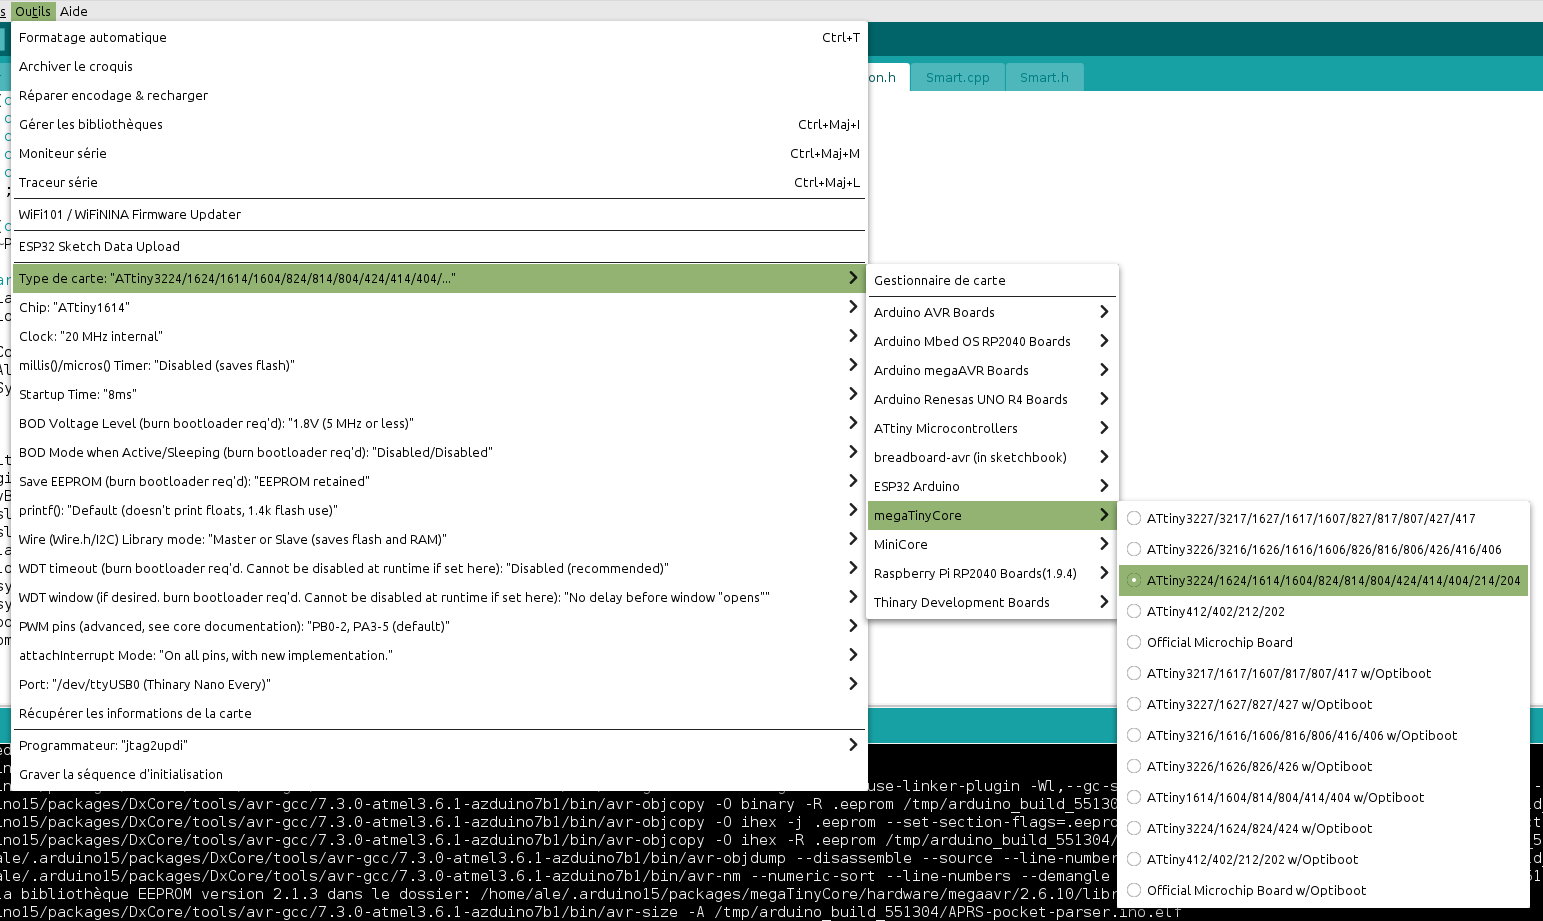 s Outils Aide
Formatage automatique Ctrl+T
Archiver le croquis
Réparer encodage & recharger
Gérer les bibliothèques Ctrl+Maj+I
Moniteur série Ctrl+Maj+M
Traceur série Ctrl+Maj+L
WiFi101 / WiFiNINA Firmware Updater
ESP32 Sketch Data Upload
Type de carte: "ATtiny3224/1624/1614/1604/824/814/804/424/414/404/..."
Chip: "ATtiny1614"
Clock: "20 MHz internal"
millis()/micros() Timer: "Disabled (saves flash)"
Startup Time: "8ms"
BOD Voltage Level (burn bootloader req'd): "1.8V (5 MHz or less)"
BOD Mode when Active/Sleeping (burn bootloader req'd): "Disabled/Disabled"
Save EEPROM (burn bootloader req'd): "EEPROM retained"
printf(): "Default (doesn't print floats, 1.4k flash use)"
Wire (Wire.h/I2C) Library mode: "Master or Slave (saves flash and RAM)"
WDT timeout (burn bootloader req'd. Cannot be disabled at runtime if set here): "Disabled (recommended)"
WDT window (if desired. burn bootloader req'd. Cannot be disabled at runtime if set here): "No delay before window "opens""
PWM pins (advanced, see core documentation): "PB0-2, PA3-5 (default)"
attachInterrupt Mode: "On all pins, with new implementation."
Port: "/dev/ttyUSB0 (Thinary Nano Every)"
Récupérer les informations de la carte
Programmateur: "jtag2updi"
Graver la séquence d'initialisation
on.h Smart.cpp Smart.h
Gestionnaire de carte
Arduino AVR Boards
Arduino Mbed OS RP2040 Boards
Arduino megaAVR Boards
Arduino Renesas UNO R4 Boards
ATtiny Microcontrollers
breadboard-avr (in sketchbook)
ESP32 Arduino
megaTinyCore
MiniCore
Raspberry Pi RP2040 Boards(1.9.4)
Thinary Development Boards
ATtiny3227/3217/1627/1617/1607/827/817/807/427/417
ATtiny3226/3216/1626/1616/1606/826/816/806/426/416/406
ATtiny3224/1624/1614/1604/824/814/804/424/414/404/214/204
ATtiny412/402/212/202
Official Microchip Board
ATtiny3217/1617/1607/817/807/417 w/Optiboot
ATtiny3227/1627/827/427 w/Optiboot
ATtiny3216/1616/1606/816/806/416/406 w/Optiboot
ATtiny3226/1626/826/426 w/Optiboot
ATtiny1614/1604/814/804/414/404 w/Optiboot
ATtiny3224/1624/824/424 w/Optiboot
ATtiny412/402/212/202 w/Optiboot
Official Microchip Board w/Optiboot
use-linker-plugin -Wl,--gc-s
ino15/packages/DxCore/tools/avr-gcc/7.3.0-atmel3.6.1-azduino7b1/bin/avr-objcopy -O binary -R .eeprom /tmp/arduino_build_55130
ino15/packages/DxCore/tools/avr-gcc/7.3.0-atmel3.6.1-azduino7b1/bin/avr-objcopy -O ihex -j .eeprom --set-section-flags=.eepro
ino15/packages/DxCore/tools/avr-gcc/7.3.0-atmel3.6.1-azduino7b1/bin/avr-objcopy -O ihex -R .eeprom /tmp/arduino_build_551304/
ale/.arduino15/packages/DxCore/tools/avr-gcc/7.3.0-atmel3.6.1-azduino7b1/bin/avr-objdump --disassemble --source --line-number
ale/.arduino15/packages/DxCore/tools/avr-gcc/7.3.0-atmel3.6.1-azduino7b1/bin/avr-nm --numeric-sort --line-numbers --demangle
la bibliothèque EEPROM version 2.1.3 dans le dossier: /home/ale/.arduino15/packages/megaTinyCore/hardware/megaavr/2.6.10/libr
ino15/packages/DxCore/tools/avr-gcc/7.3.0-atmel3.6.1-azduino7b1/bin/avr-size -A /tmp/arduino_build_551304/APRS-pocket-parser.ino.elf